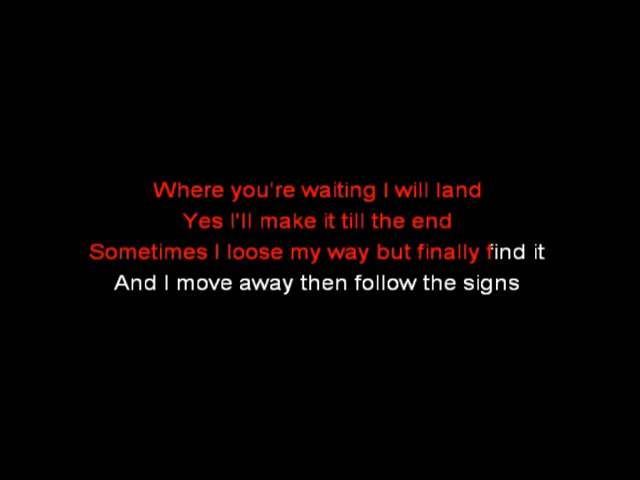 Where you're waiting I will land
Yes I'll make it till the end
Sometimes I loose my way but finally find it
And I move away then follow the signs